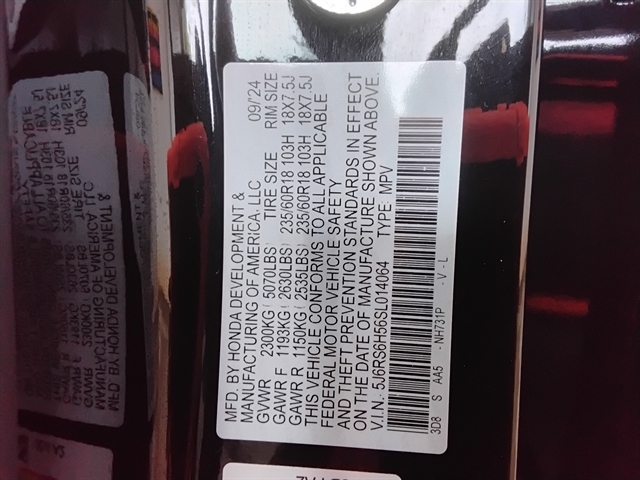 MFD. BY HONDA DEVELOPMENT & 09/24
MANUFACTURING OF AMERICA, LLC
GVWR 2300KG( 5070LBS) TIRE SIZE RIM SIZE
GAWR F 1193KG( 2630LBS) 235/60R18 103H 18X7.5J
GAWR R 1150KG( 2535LBS) 235/60R18 103H 18X7.5J
THIS VEHICLE CONFORMS TO ALL APPLICABLE
FEDERAL MOTOR VEHICLE SAFETY
AND THEFT PREVENTION STANDARDS IN EFFECT
ON THE DATE OF MANUFACTURE SHOWN ABOVE.
V.I.N.: 5J6RS6H56SL014064 TYPE: MPV
3D8 S AA5 - NH731P - V - L